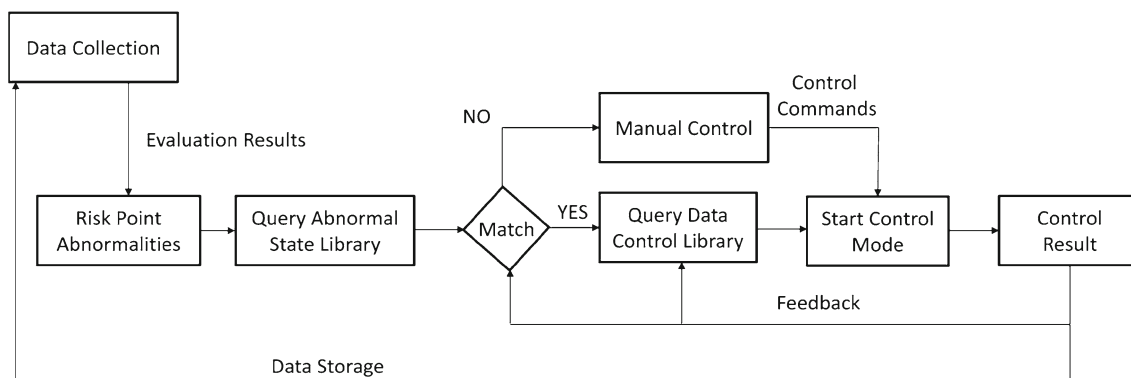 Data Collection
Evaluation Results
Risk Point
Abnormalities
Query Abnormal
State Library
Match
NO
Manual Control
Control
Commands
YES
Query Data
Control Library
Start Control
Mode
Control
Result
Feedback
Data Storage